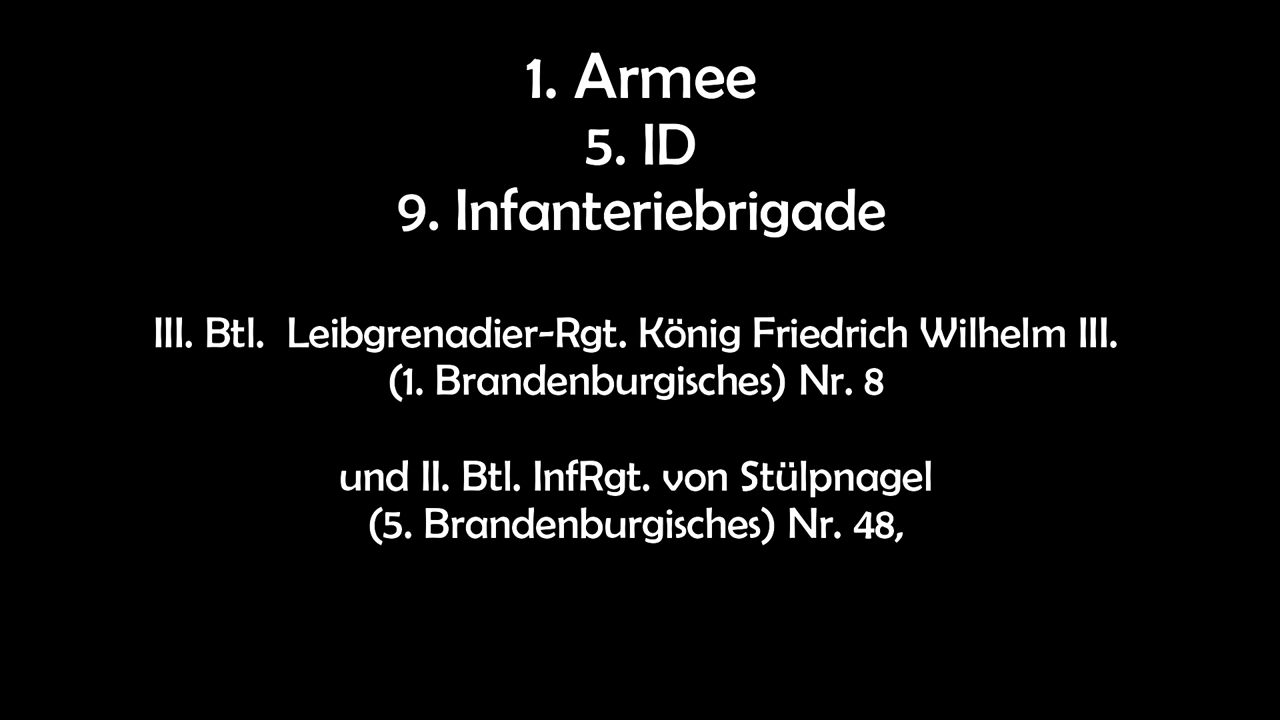 1. Armee
5. ID
9. Infanteriebrigade
III. Btl.  Leibgrenadier-Rgt. König Friedrich Wilhelm III.
(1. Brandenburgisches) Nr. 8
und II. Btl. InfRgt. von Stülpnagel
(5. Brandenburgisches) Nr. 48,